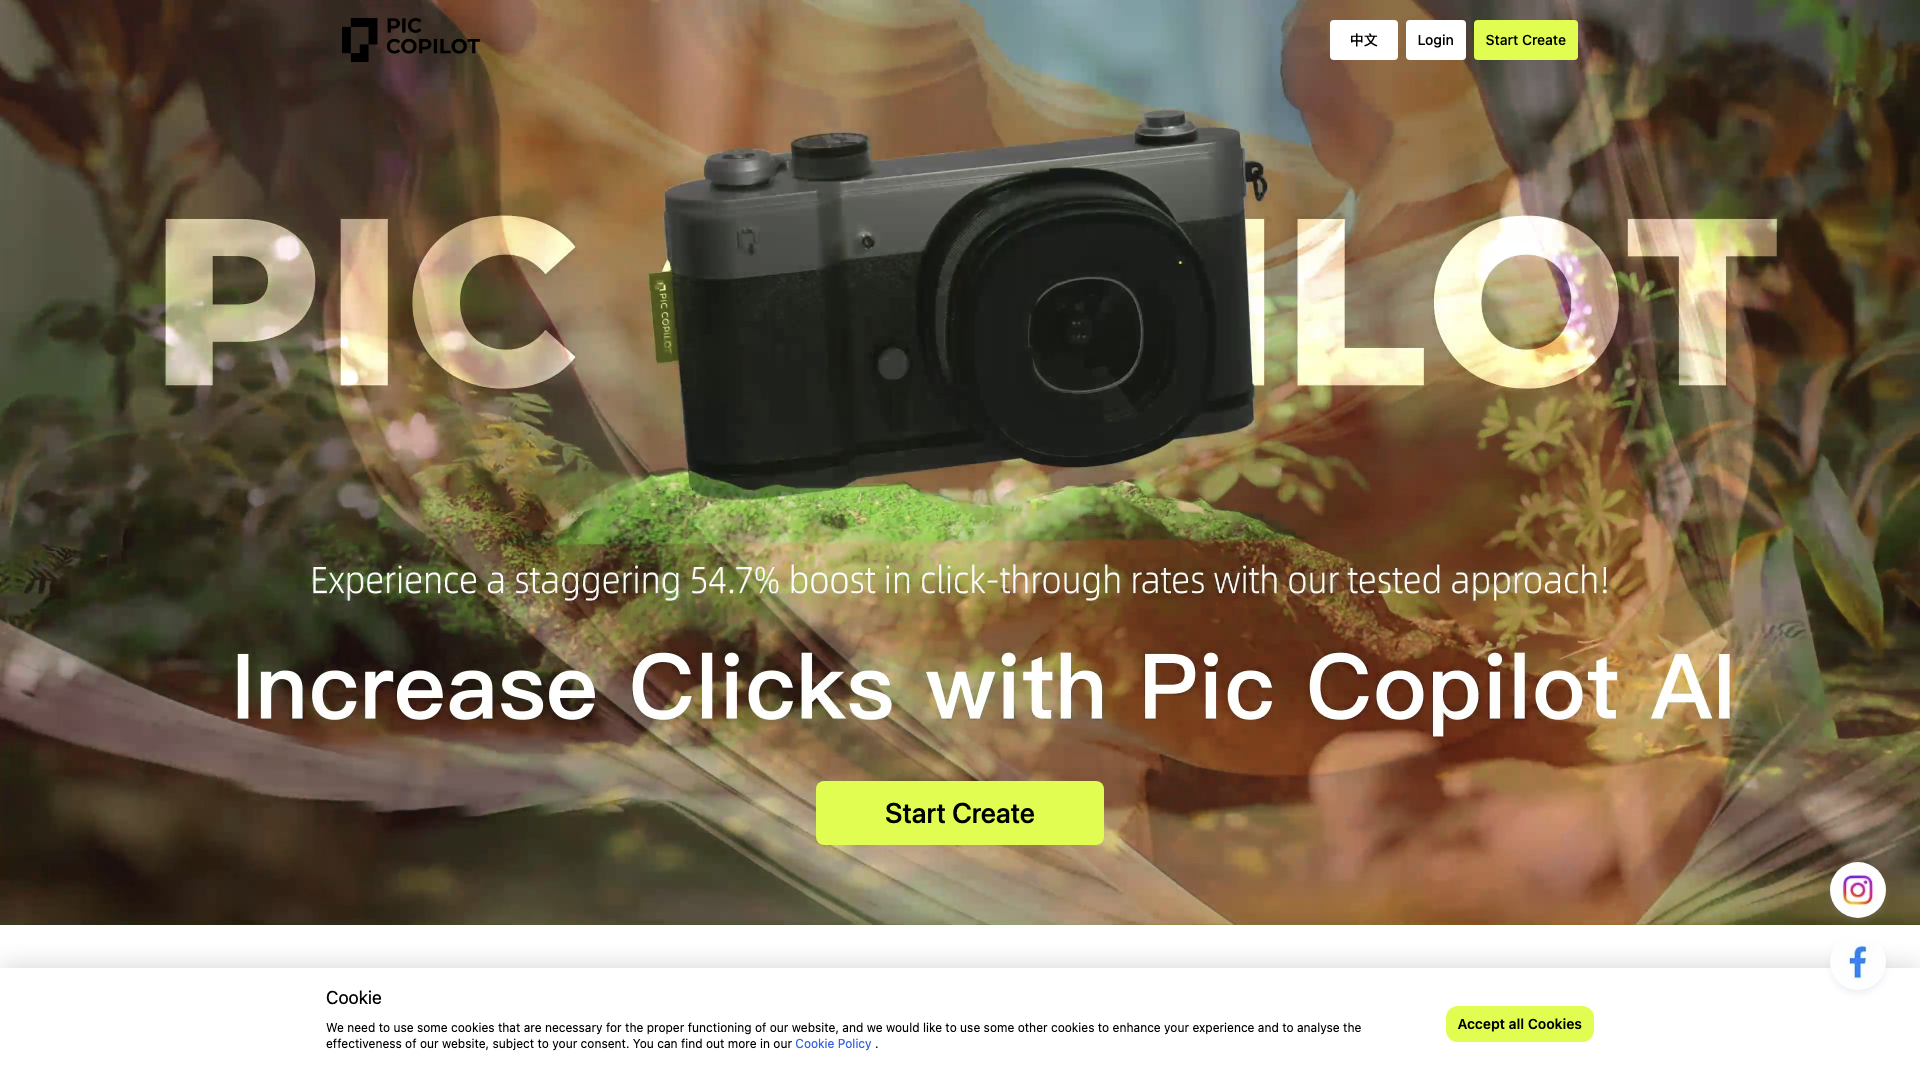 PIC
COPILOT
中文
Login
Start Create
PIC ILOT
PIC COPILOT
Experience a staggering 54.7% boost in click-through rates with our tested approach!
Increase Clicks with Pic Copilot AI
Start Create
Cookie
We need to use some cookies that are necessary for the proper functioning of our website, and we would like to use some other cookies to enhance your experience and to analyse the
effectiveness of our website, subject to your consent. You can find out more in our Cookie Policy .
Accept all Cookies